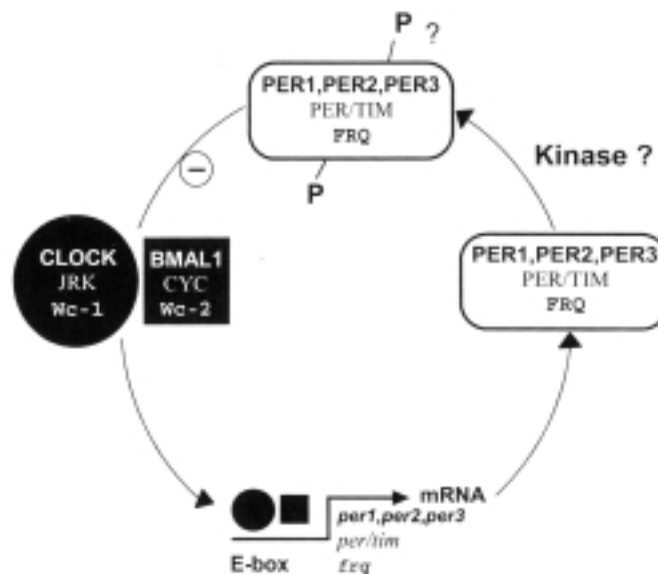 P ?
PER1,PER2,PER3
PER/TIM
FRQ
P
Kinase ?
−
CLOCK
JRK
Wc-1
BMAL1
CYC
Wc-2
PER1,PER2,PER3
PER/TIM
FRQ
mRNA
per1,per2,per3
per/tim
frq
E-box